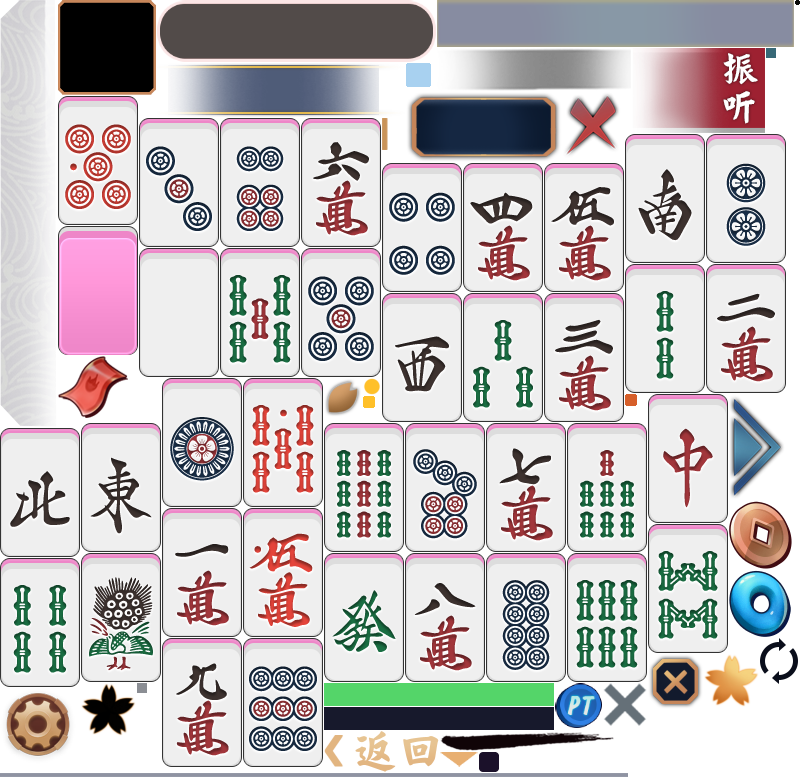 振
听
六
萬
四
萬
伍
萬
南
西
三
萬
二
萬
北
東
一
萬
伍
萬
七
萬
中
發
八
萬
九
萬
PT
返回